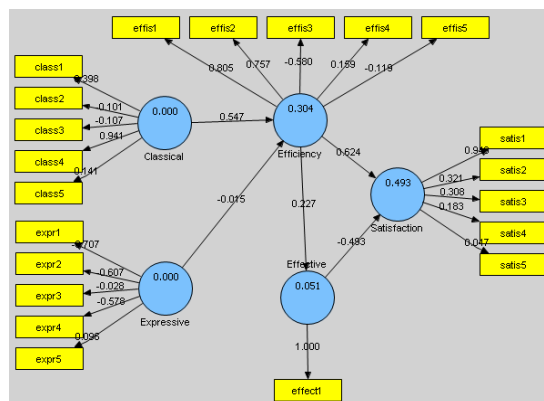 effis1
effis2
effis3
effis4
effis5
0.805
0.757
-0.580
0.159
-0.119
class1
class2
class3
class4
class5
0.398
-0.101
-0.107
0.941
0.141
0.000
Classical
0.547
0.304
Efficiency
0.624
satis1
satis2
satis3
satis4
satis5
0.321
0.308
0.183
0.047
0.493
Satisfaction
-0.015
0.227
-0.493
expr1
expr2
expr3
expr4
expr5
-0.707
0.607
-0.028
-0.578
0.096
0.000
Expressive
Effective
0.051
1.000
effect1